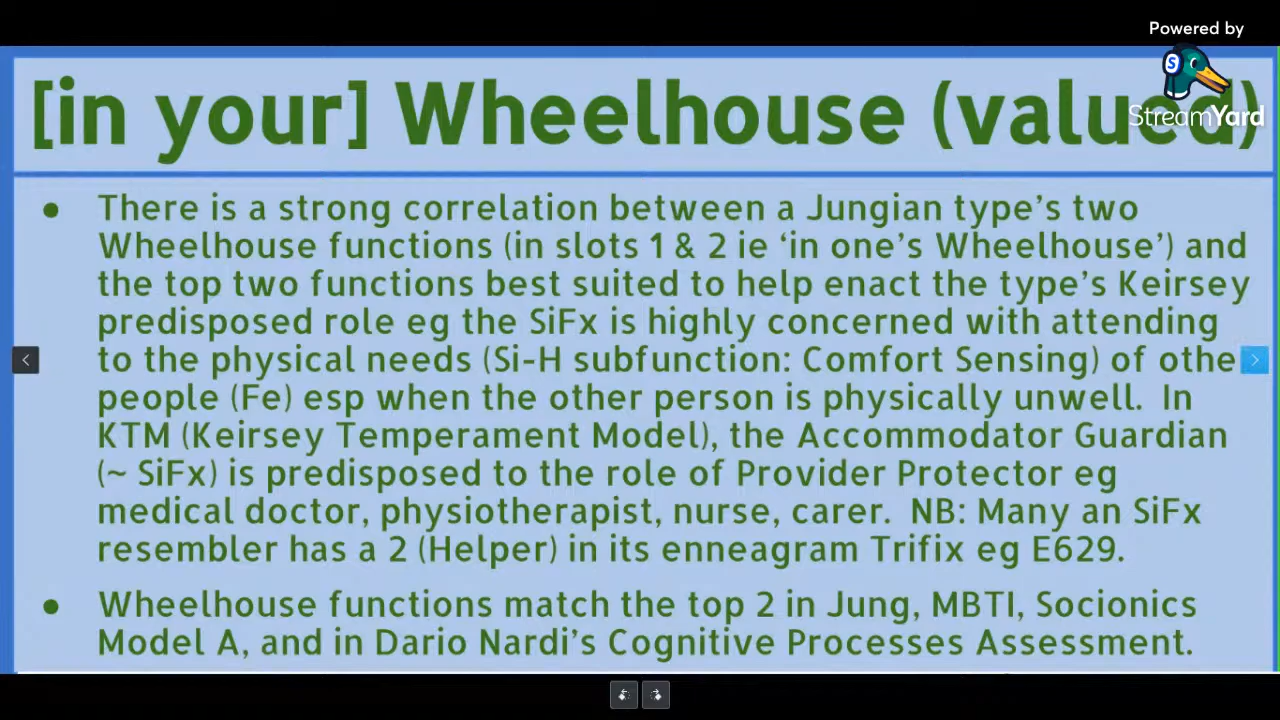 Powered by
[in your] Wheelhouse (valued)
StreamYard
● There is a strong correlation between a Jungian type's two
Wheelhouse functions (in slots 1 & 2 ie 'in one's Wheelhouse') and
the top two functions best suited to help enact the type's Keirsey
predisposed role eg the SiFx is highly concerned with attending
to the physical needs (Si-H subfunction: Comfort Sensing) of othe
people (Fe) esp when the other person is physically unwell. In
KTM (Keirsey Temperament Model), the Accommodator Guardian
(~ SiFx) is predisposed to the role of Provider Protector eg
medical doctor, physiotherapist, nurse, carer. NB: Many an SiFx
resembler has a 2 (Helper) in its enneagram Trifix eg E629.
● Wheelhouse functions match the top 2 in Jung, MBTI, Socionics
Model A, and in Dario Nardi's Cognitive Processes Assessment.